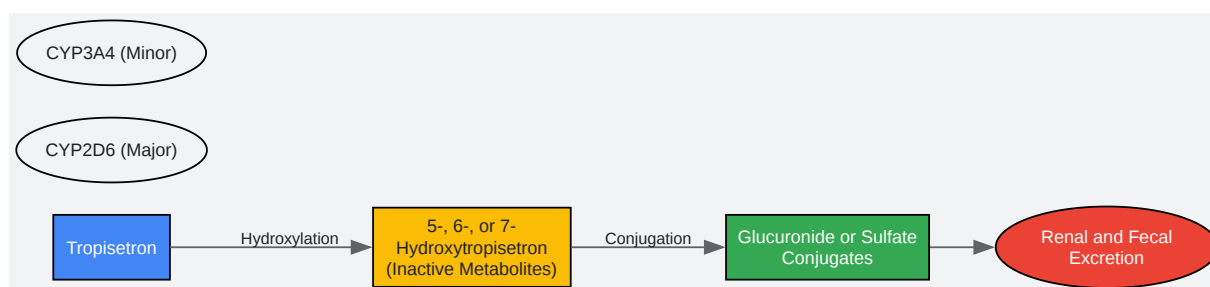 CYP3A4 (Minor)
CYP2D6 (Major)
Tropisetron
Hydroxylation
5-, 6-, or 7-
Hydroxytropisetron
(Inactive Metabolites)
Conjugation
Glucuronide or Sulfate
Conjugates
Renal and Fecal
Excretion